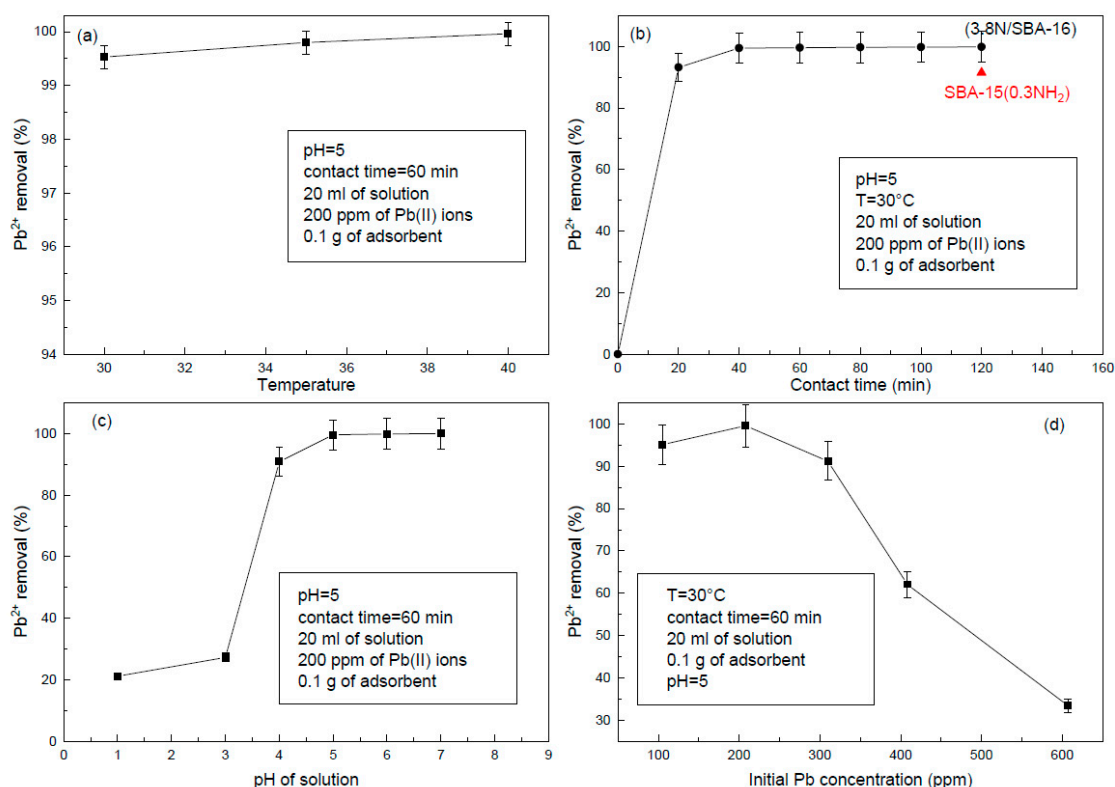 (a)
100
99
98
97
96
95
94
Pb²⁺ removal (%)
pH=5
contact time=60 min
20 ml of solution
200 ppm of Pb(II) ions
0.1 g of adsorbent
30 32 34 36 38 40
Temperature
(b)
(3.8N/SBA-16)
SBA-15(0.3NH₂)
100
80
60
40
20
0
Pb²⁺ removal (%)
pH=5
T=30°C
20 ml of solution
200 ppm of Pb(II) ions
0.1 g of adsorbent
0 20 40 60 80 100 120 140 160
Contact time (min)
(c)
100
80
60
40
20
0
Pb²⁺ removal (%)
pH=5
contact time=60 min
20 ml of solution
200 ppm of Pb(II) ions
0.1 g of adsorbent
0 1 2 3 4 5 6 7 8 9
pH of solution
(d)
100
90
80
70
60
50
40
30
Pb²⁺ removal (%)
T=30°C
contact time=60 min
20 ml of solution
0.1 g of adsorbent
pH=5
100 200 300 400 500 600
Initial Pb concentration (ppm)